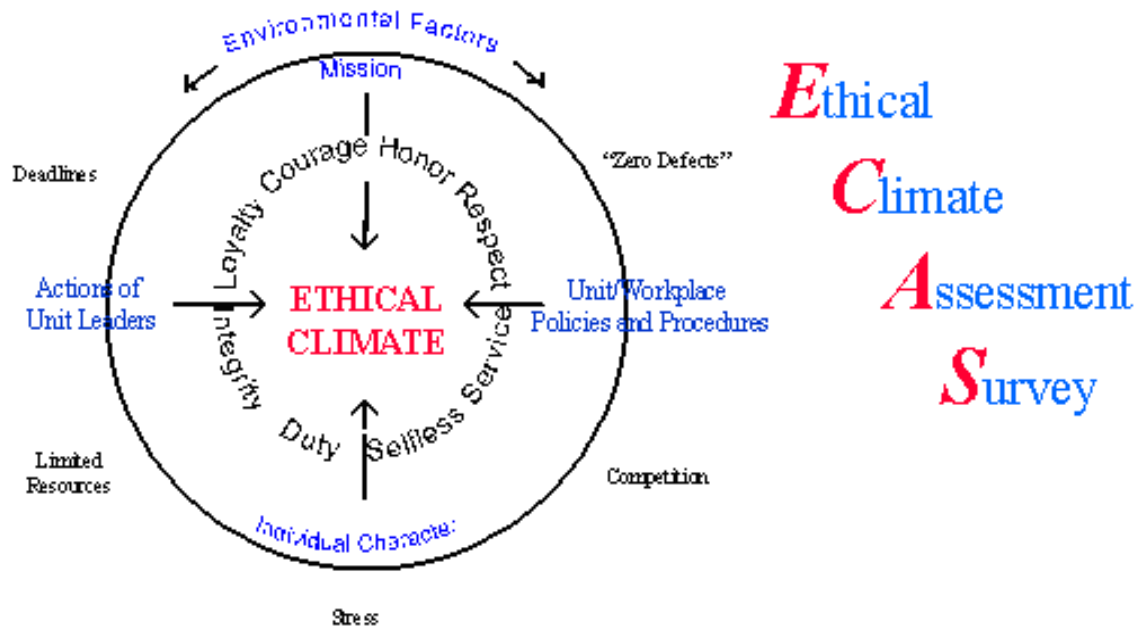 Environmental Factors
Mission
Deadlines
“Zero Defects”
Loyalty Courage Honor Respect
Actions of
Unit Leaders
ETHICAL
CLIMATE
Unit/Workplace
Policies and Procedures
Integrity Duty Selfless Service
Limited
Resources
Competition
Individual Character
Stress
Ethical
Climate
Assessment
Survey